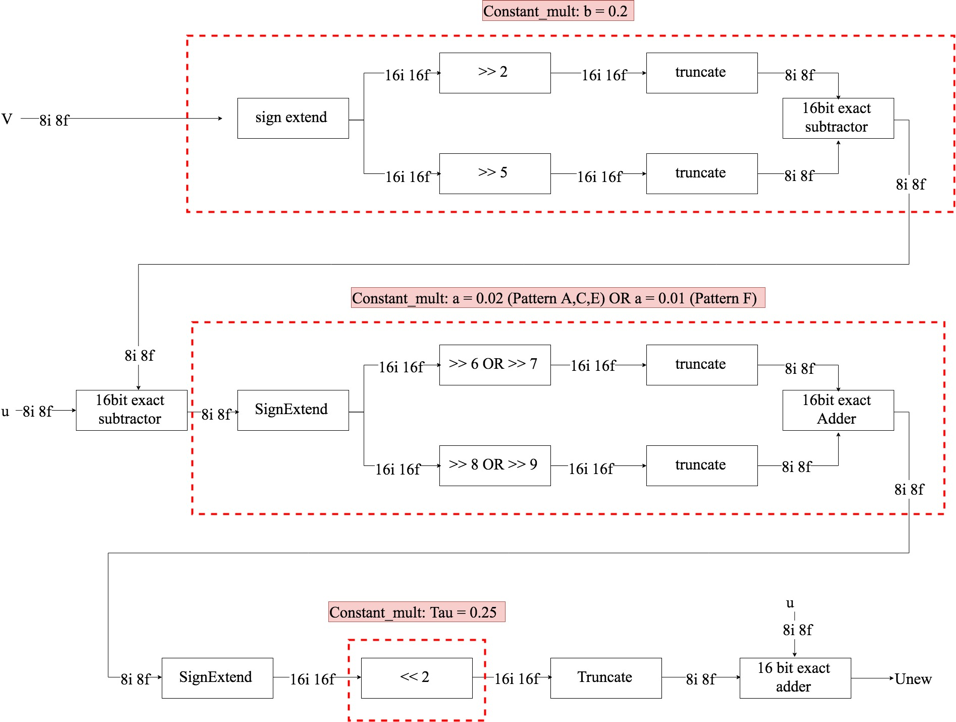 Constant_mult: b = 0.2
16i 16f
>> 2
16i 16f
truncate
8i 8f
V
8i 8f
sign extend
16bit exact
subtractor
16i 16f
>> 5
16i 16f
truncate
8i 8f
8i 8f
Constant_mult: a = 0.02 (Pattern A,C,E) OR a = 0.01 (Pattern F)
8i 8f
16i 16f
>> 6 OR >> 7
16i 16f
truncate
8i 8f
u
8i 8f
16bit exact
subtractor
8i 8f
SignExtend
16bit exact
Adder
16i 16f
>> 8 OR >> 9
16i 16f
truncate
8i 8f
8i 8f
Constant_mult: Tau = 0.25
u
8i 8f
8i 8f
SignExtend
16i 16f
<< 2
16i 16f
Truncate
8i 8f
16 bit exact
adder
Unew